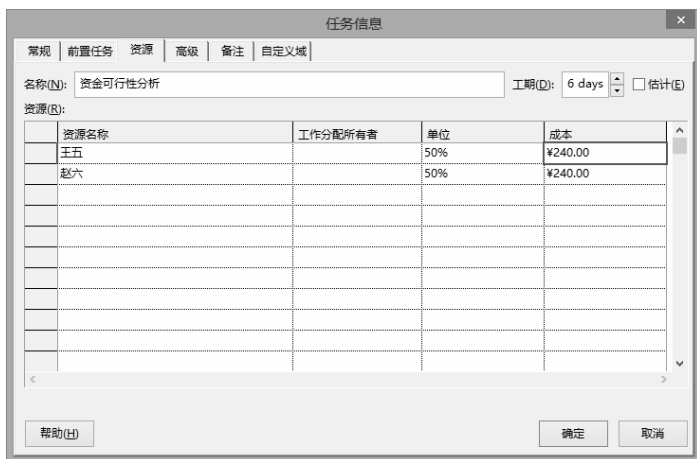 任务信息
常规 前置任务 资源 高级 备注 自定义域
名称(N): 资金可行性分析 工期(D): 6 days 估计(E)
资源(R):
资源名称 工作分配所有者 单位 成本
王五 50% ¥240.00
赵六 50% ¥240.00
帮助(H) 确定 取消